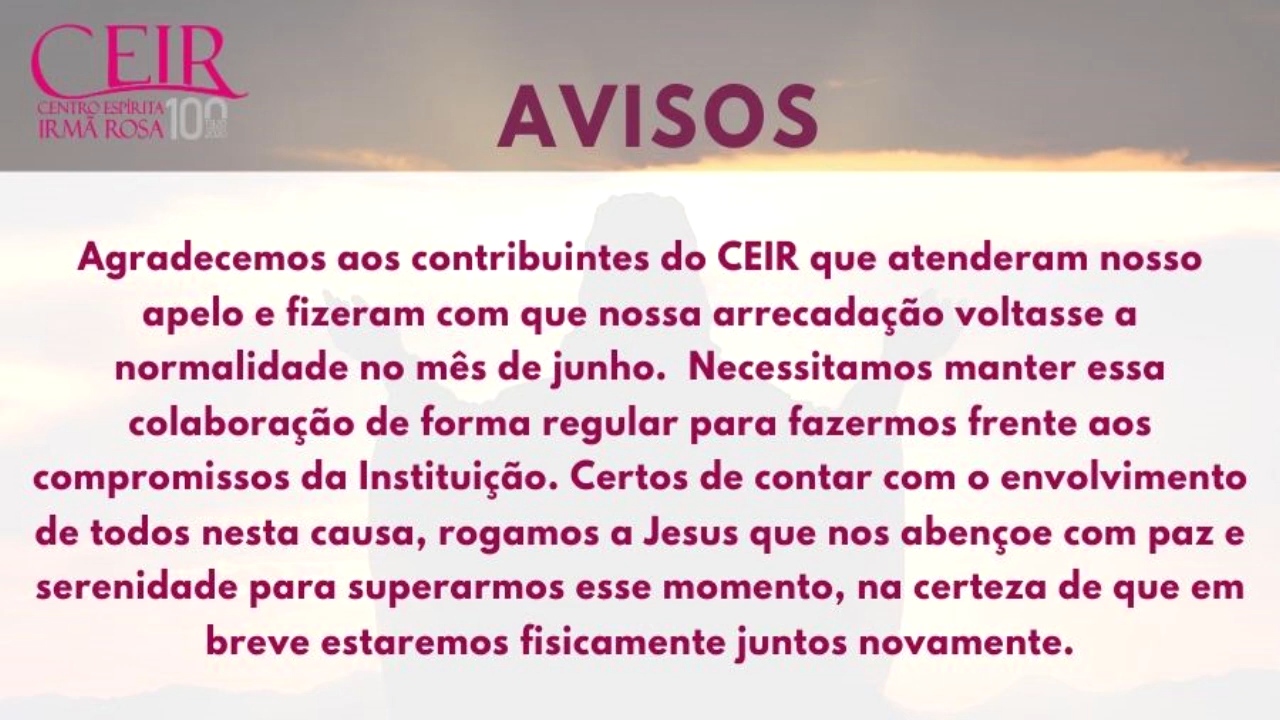 CEIR
CENTRO ESPÍRITA
IRMÃ ROSA 100
AVISOS
Agradecemos aos contribuintes do CEIR que atenderam nosso
apelo e fizeram com que nossa arrecadação voltasse a
normalidade no mês de junho.  Necessitamos manter essa
colaboração de forma regular para fazermos frente aos
compromissos da Instituição. Certos de contar com o envolvimento
de todos nesta causa, rogamos a Jesus que nos abençoe com paz e
serenidade para superarmos esse momento, na certeza de que em
breve estaremos fisicamente juntos novamente.